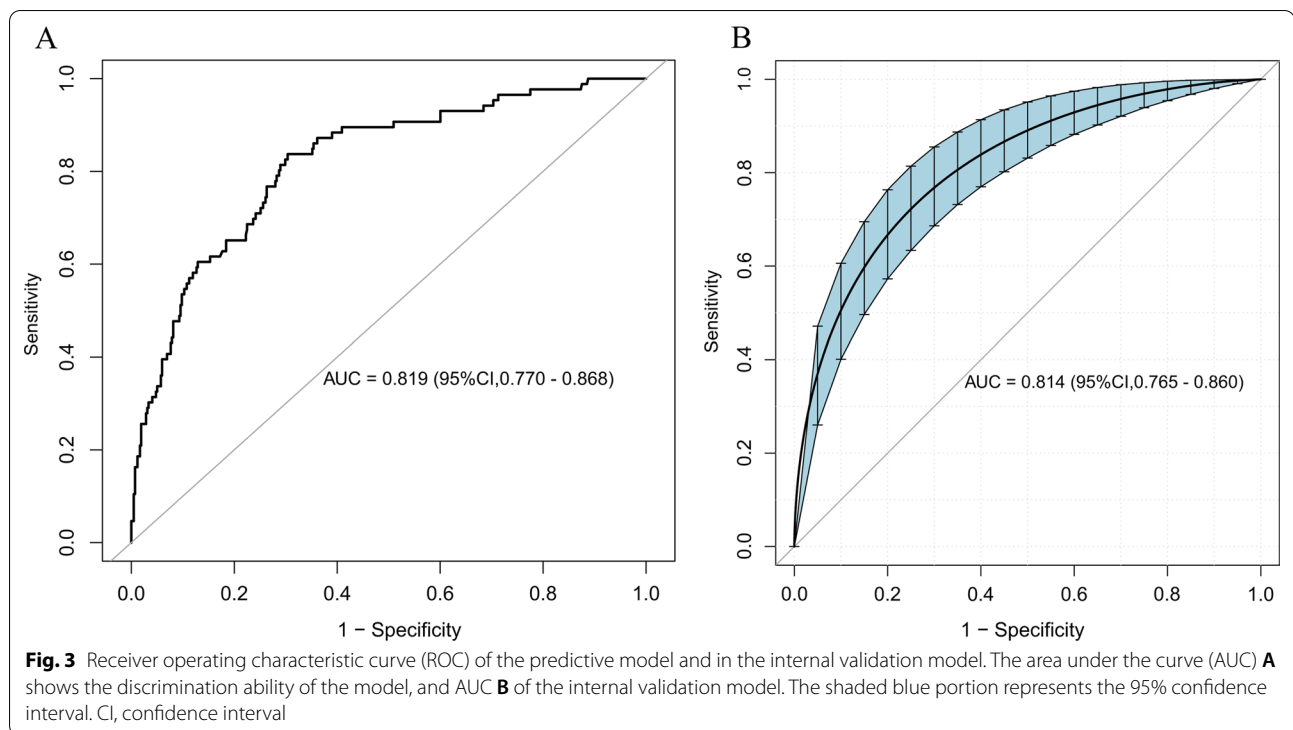 A
B
1.0
0.8
0.6
0.4
0.2
0.0
Sensitivity
AUC = 0.819 (95%CI,0.770 - 0.868)
0.0 0.2 0.4 0.6 0.8 1.0
1 − Specificity
1.0
0.8
0.6
0.4
0.2
0.0
Sensitivity
AUC = 0.814 (95%CI,0.765 - 0.860)
0.0 0.2 0.4 0.6 0.8 1.0
1 − Specificity
Fig. 3 Receiver operating characteristic curve (ROC) of the predictive model and in the internal validation model. The area under the curve (AUC) A
shows the discrimination ability of the model, and AUC B of the internal validation model. The shaded blue portion represents the 95% confidence
interval. CI, confidence interval